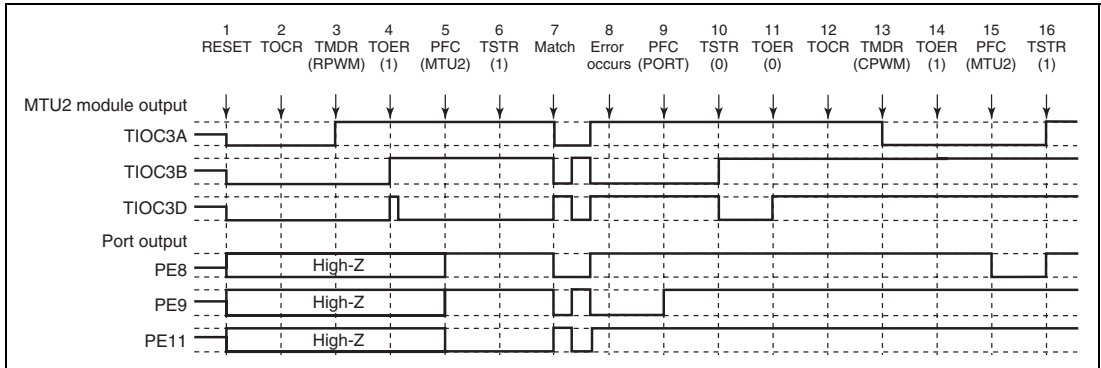 1 2 3 4 5 6 7 8 9 10 11 12 13 14 15 16
RESET TOCR TMDR TOER PFC TSTR Match Error PFC TSTR TOER TOCR TMDR TOER PFC TSTR
(RPWM) (1) (MTU2) (1) occurs (PORT) (0) (0) (CPWM) (1) (MTU2) (1)
MTU2 module output
TIOC3A
TIOC3B
TIOC3D
Port output
PE8 High-Z
PE9 High-Z
PE11 High-Z